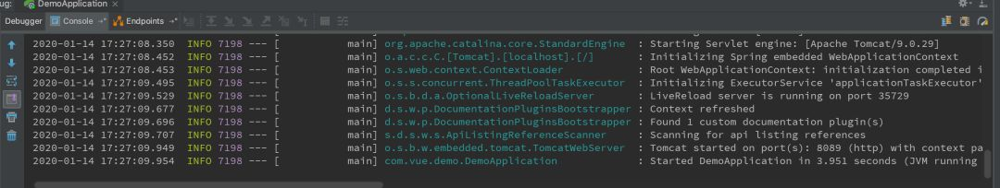 ug: DemoApplication ×
Debugger Console →* Endpoints →*
2020-01-14 17:27:08.350 INFO 7198 --- [ main] org.apache.catalina.core.StandardEngine : Starting Servlet engine: [Apache Tomcat/9.0.29]
2020-01-14 17:27:08.452 INFO 7198 --- [ main] o.a.c.c.C.[Tomcat].[localhost].[/] : Initializing Spring embedded WebApplicationContext
2020-01-14 17:27:08.453 INFO 7198 --- [ main] o.s.web.context.ContextLoader : Root WebApplicationContext: initialization completed i
2020-01-14 17:27:09.495 INFO 7198 --- [ main] o.s.s.concurrent.ThreadPoolTaskExecutor : Initializing ExecutorService 'applicationTaskExecutor'
2020-01-14 17:27:09.529 INFO 7198 --- [ main] o.s.b.d.a.OptionalLiveReloadServer : LiveReload server is running on port 35729
2020-01-14 17:27:09.677 INFO 7198 --- [ main] d.s.w.p.DocumentationPluginsBootstrapper : Context refreshed
2020-01-14 17:27:09.696 INFO 7198 --- [ main] d.s.w.p.DocumentationPluginsBootstrapper : Found 1 custom documentation plugin(s)
2020-01-14 17:27:09.707 INFO 7198 --- [ main] s.d.s.w.s.ApiListingReferenceScanner : Scanning for api listing references
2020-01-14 17:27:09.949 INFO 7198 --- [ main] o.s.b.w.embedded.tomcat.TomcatWebServer : Tomcat started on port(s): 8089 (http) with context pa
2020-01-14 17:27:09.954 INFO 7198 --- [ main] com.vue.demo.DemoApplication : Started DemoApplication in 3.951 seconds (JVM running